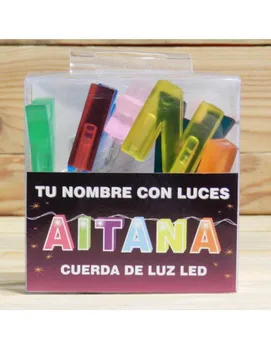 TU NOMBRE CON LUCES
AITANA
CUERDA DE LUZ LED